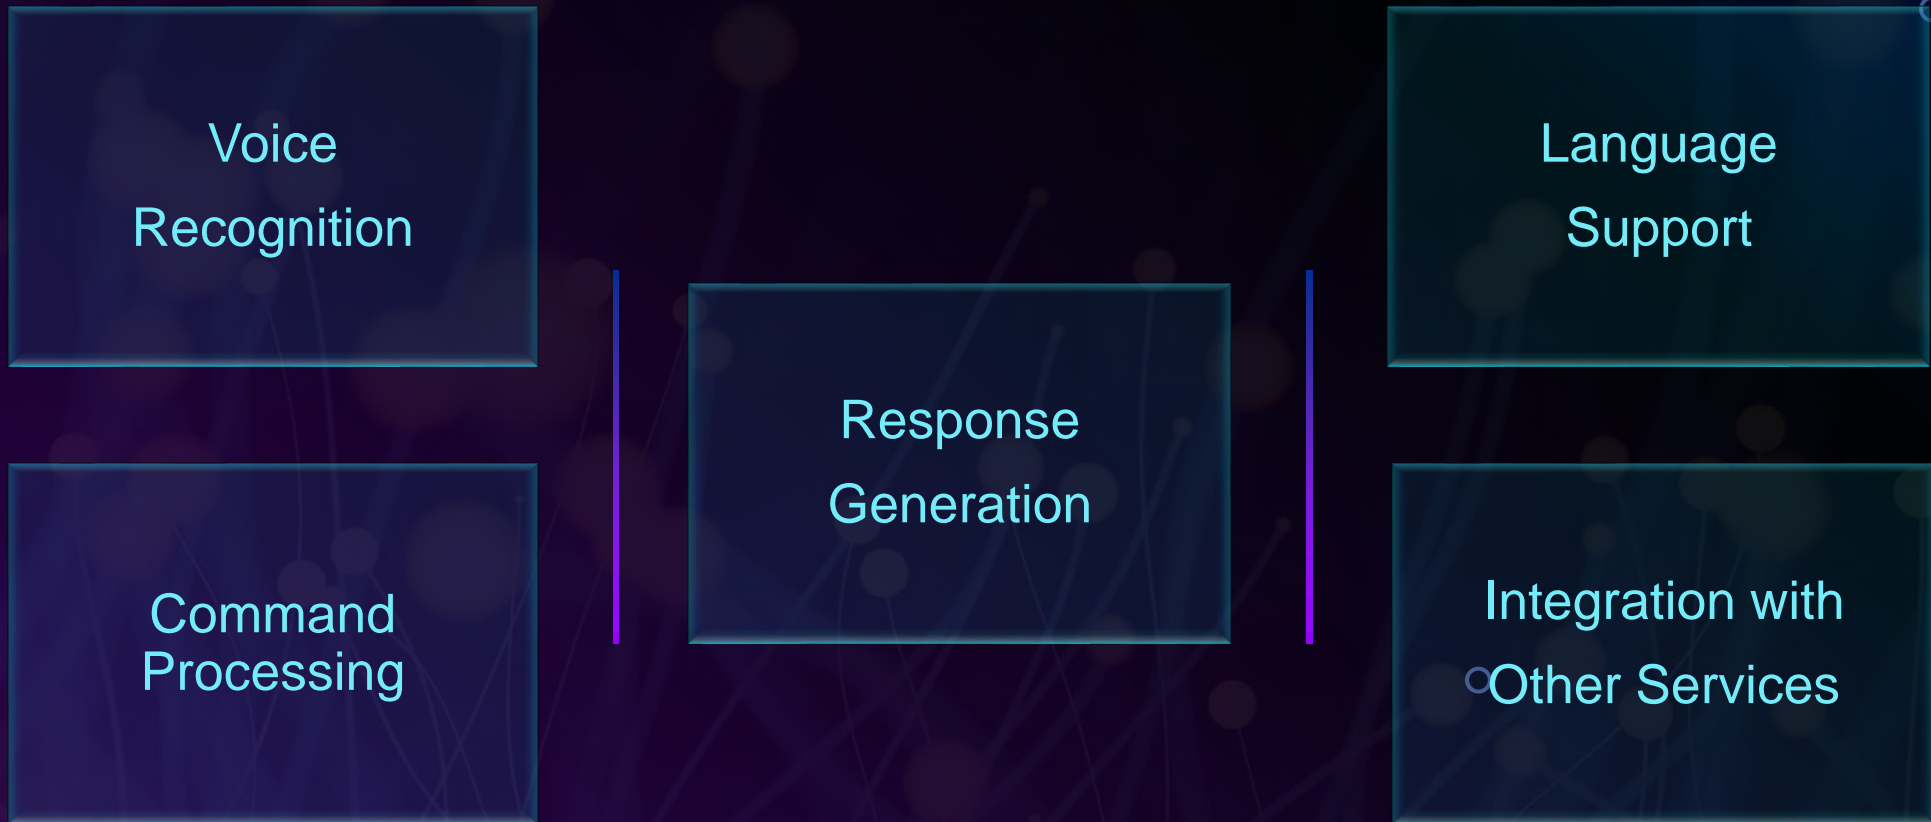 Voice
Recognition
Command
Processing
Response
Generation
Language
Support
Integration with
Other Services